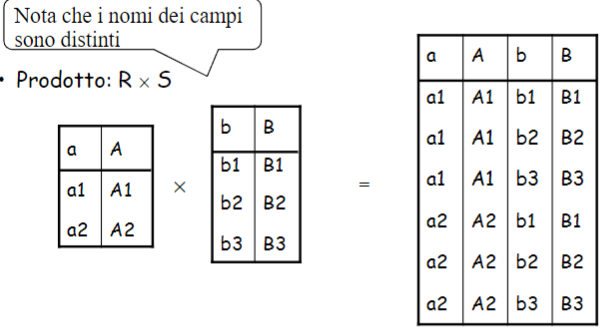 Nota che i nomi dei campi
sono distinti
• Prodotto: R × S
a A
a1 A1
a2 A2
×
b B
b1 B1
b2 B2
b3 B3
=
a A b B
a1 A1 b1 B1
a1 A1 b2 B2
a1 A1 b3 B3
a2 A2 b1 B1
a2 A2 b2 B2
a2 A2 b3 B3